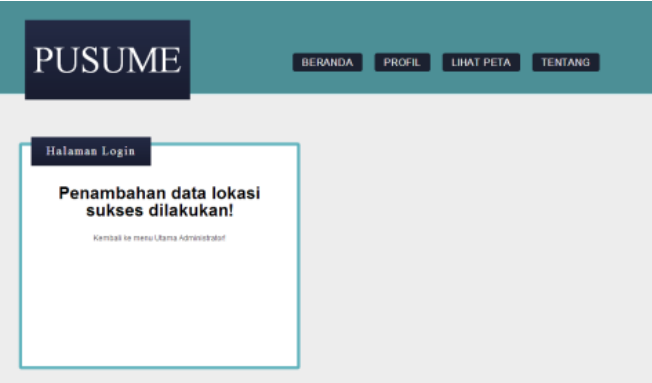 PUSUME
BERANDA PROFIL LIHAT PETA TENTANG
Halaman Login
Penambahan data lokasi
sukses dilakukan!
Kembali ke menu Utama Administrator!